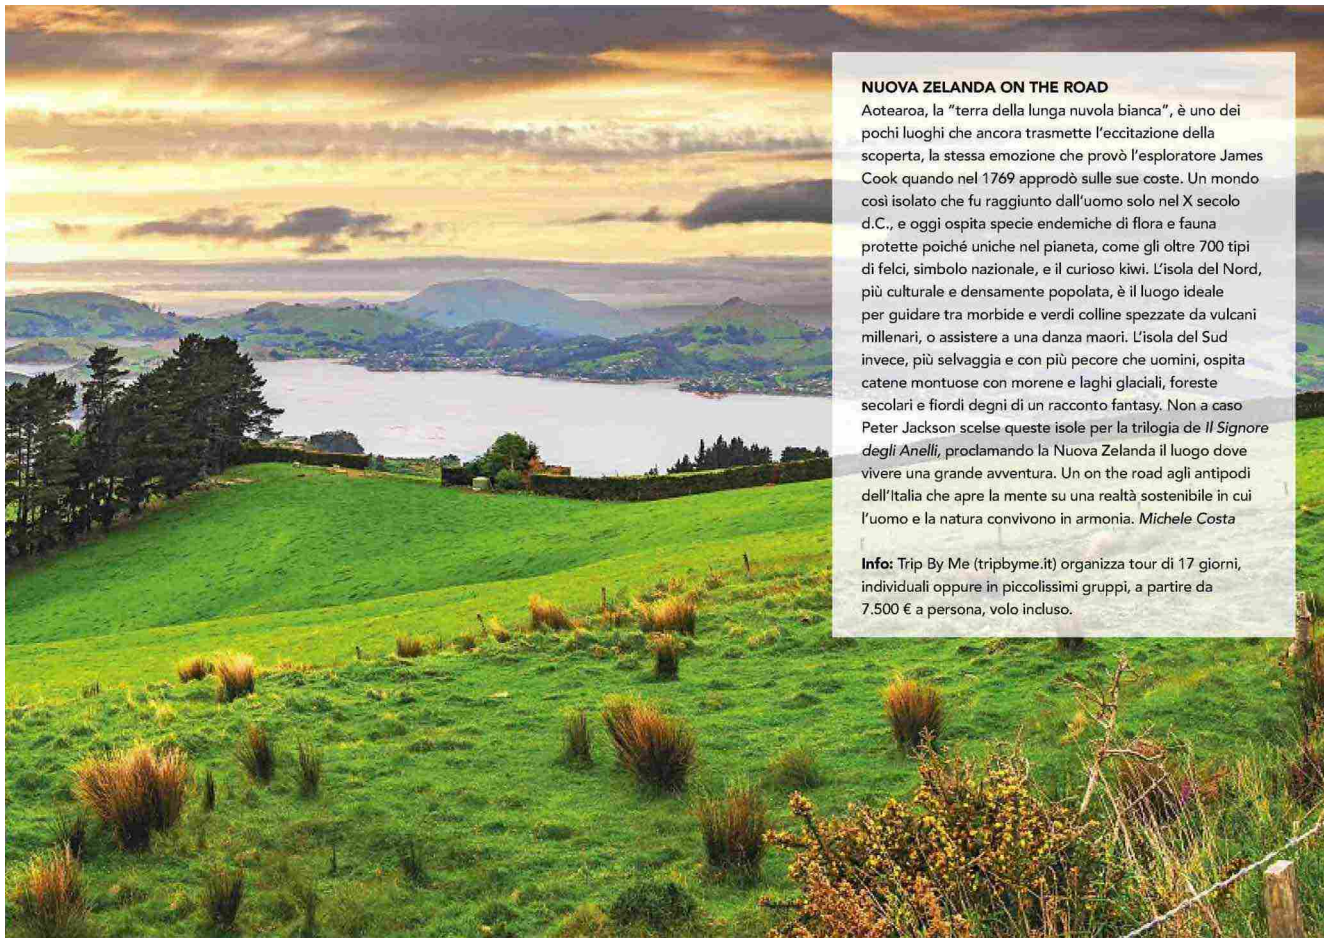 NUOVA ZELANDA ON THE ROAD
Aotearoa, la “terra della lunga nuvola bianca”, è uno dei
pochi luoghi che ancora trasmette l’eccitazione della
scoperta, la stessa emozione che provò l’esploratore James
Cook quando nel 1769 approdò sulle sue coste. Un mondo
così isolato che fu raggiunto dall’uomo solo nel X secolo
d.C., e oggi ospita specie endemiche di flora e fauna
protette poiché uniche nel pianeta, come gli oltre 700 tipi
di felci, simbolo nazionale, e il curioso kiwi. L’isola del Nord,
più culturale e densamente popolata, è il luogo ideale
per guidare tra morbide e verdi colline spezzate da vulcani
millenari, o assistere a una danza maori. L’isola del Sud
invece, più selvaggia e con più pecore che uomini, ospita
catene montuose con morene e laghi glaciali, foreste
secolari e fiordi degni di un racconto fantasy. Non a caso
Peter Jackson scelse queste isole per la trilogia de Il Signore
degli Anelli, proclamando la Nuova Zelanda il luogo dove
vivere una grande avventura. Un on the road agli antipodi
dell’Italia che apre la mente su una realtà sostenibile in cui
l’uomo e la natura convivono in armonia. Michele Costa
Info: Trip By Me (tripbyme.it) organizza tour di 17 giorni,
individuali oppure in piccolissimi gruppi, a partire da
7.500 € a persona, volo incluso.